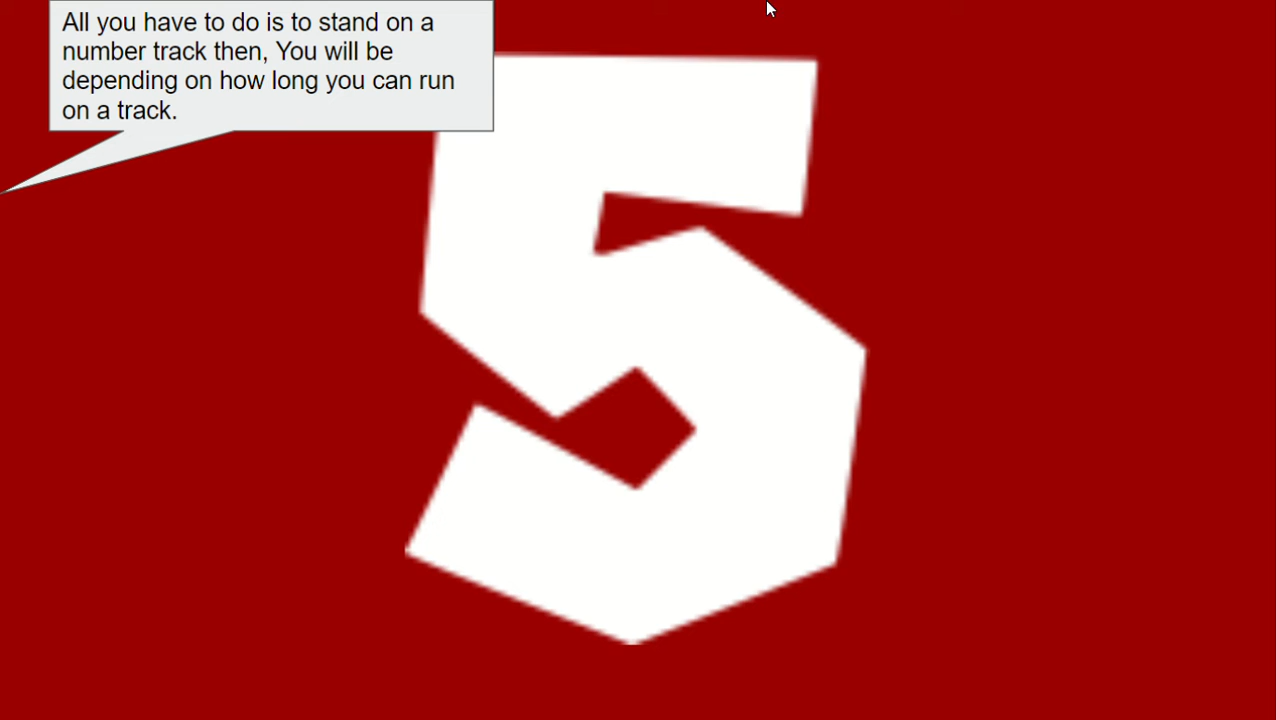 All you have to do is to stand on a
number track then, You will be
depending on how long you can run
on a track.
5